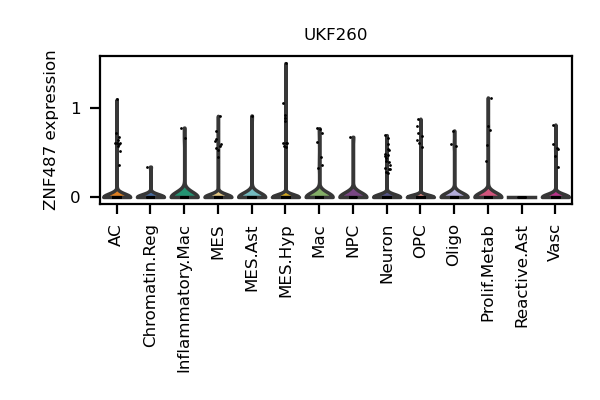 UKF260
ZNF487 expression
1
0
AC
Chromatin.Reg
Inflammatory.Mac
MES
MES.Ast
MES.Hyp
Mac
NPC
Neuron
OPC
Oligo
Prolif.Metab
Reactive.Ast
Vasc